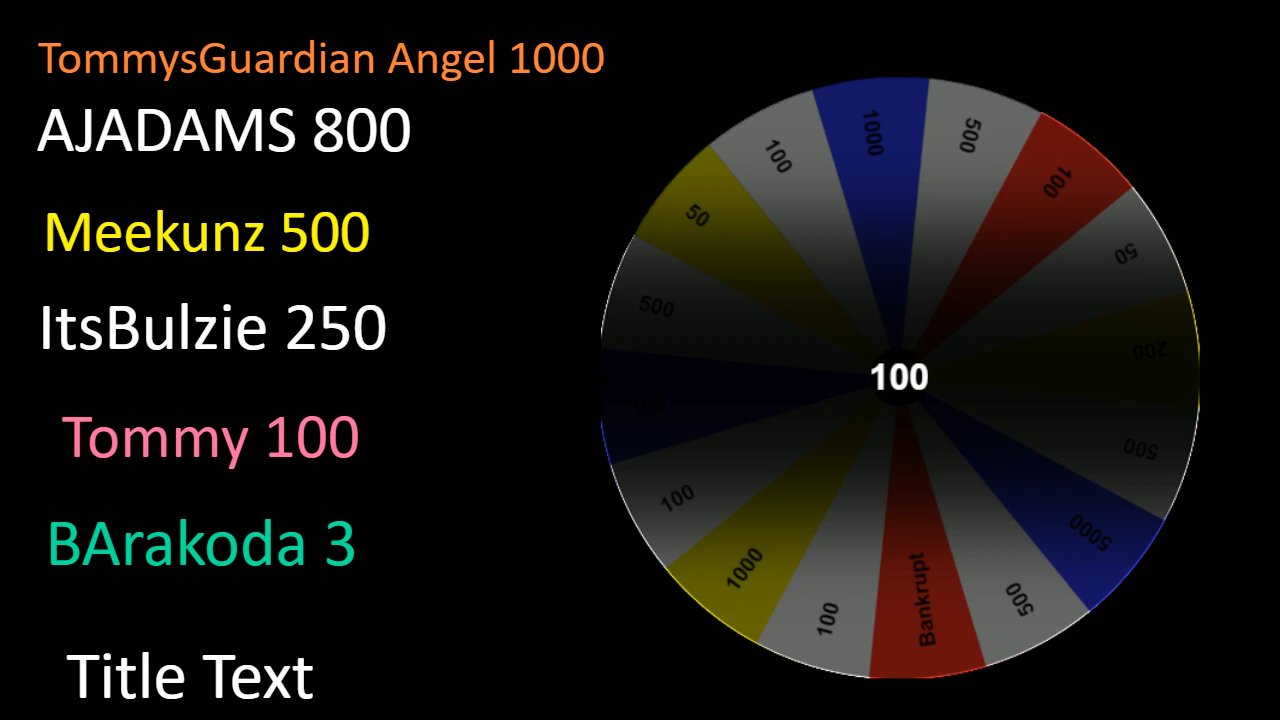 TommysGuardian Angel 1000
AJADAMS 800
Meekunz 500
ItsBulzie 250
Tommy 100
BArakoda 3
Title Text
1000
500
100
50
200
500
5000
500
Bankrupt
100
1000
100
500
50
100
100